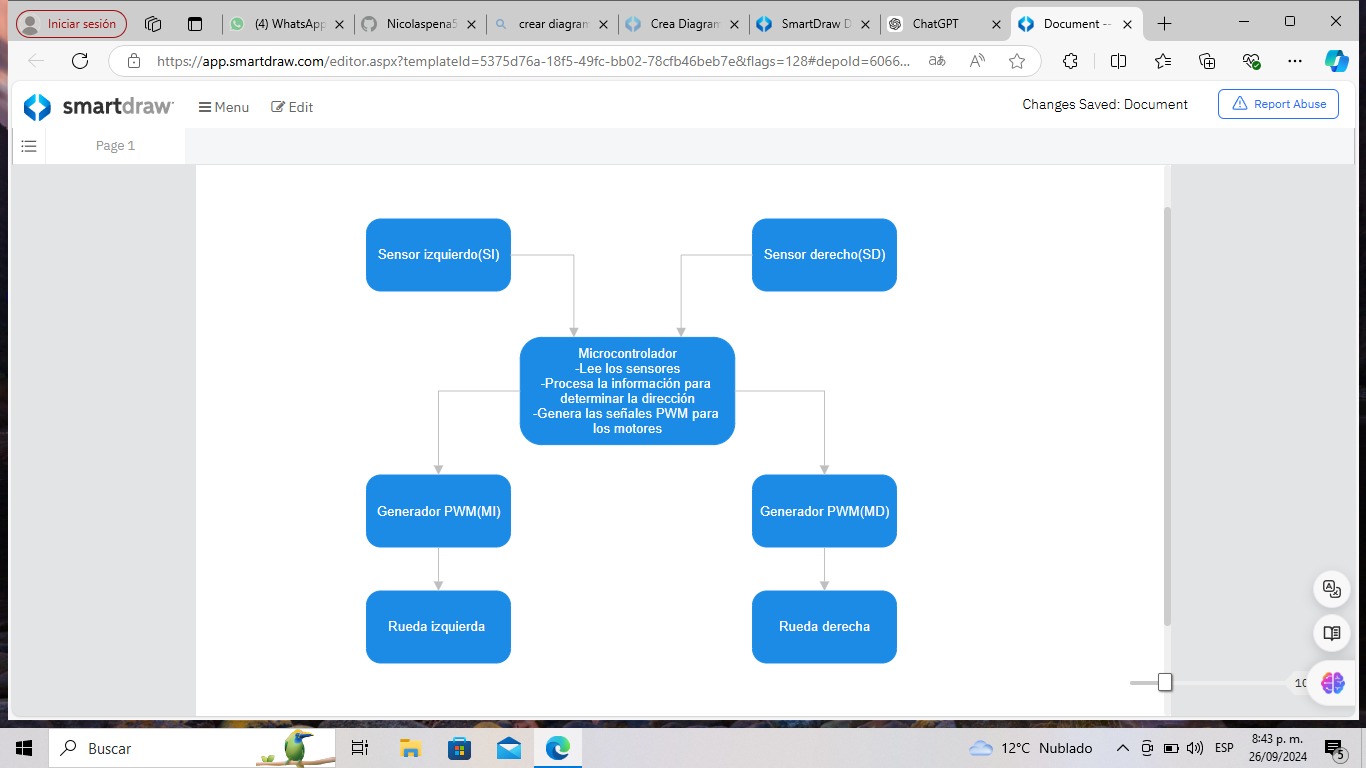 Iniciar sesión
(4) WhatsApp
Nicolaspena5
crear diagram
Crea Diagram
SmartDraw D
ChatGPT
Document --
https://app.smartdraw.com/editor.aspx?templateId=5375d76a-18f5-49fc-bb02-78cfb46beb7e&flags=128#depoId=6066...
smartdraw
Menu
Edit
Changes Saved: Document
Report Abuse
Page 1
Sensor izquierdo(SI)
Sensor derecho(SD)
Microcontrolador
-Lee los sensores
-Procesa la información para
determinar la dirección
-Genera las señales PWM para
los motores
Generador PWM(MI)
Generador PWM(MD)
Rueda izquierda
Rueda derecha
Buscar
12°C Nublado
ESP
8:43 p. m.
26/09/2024
5